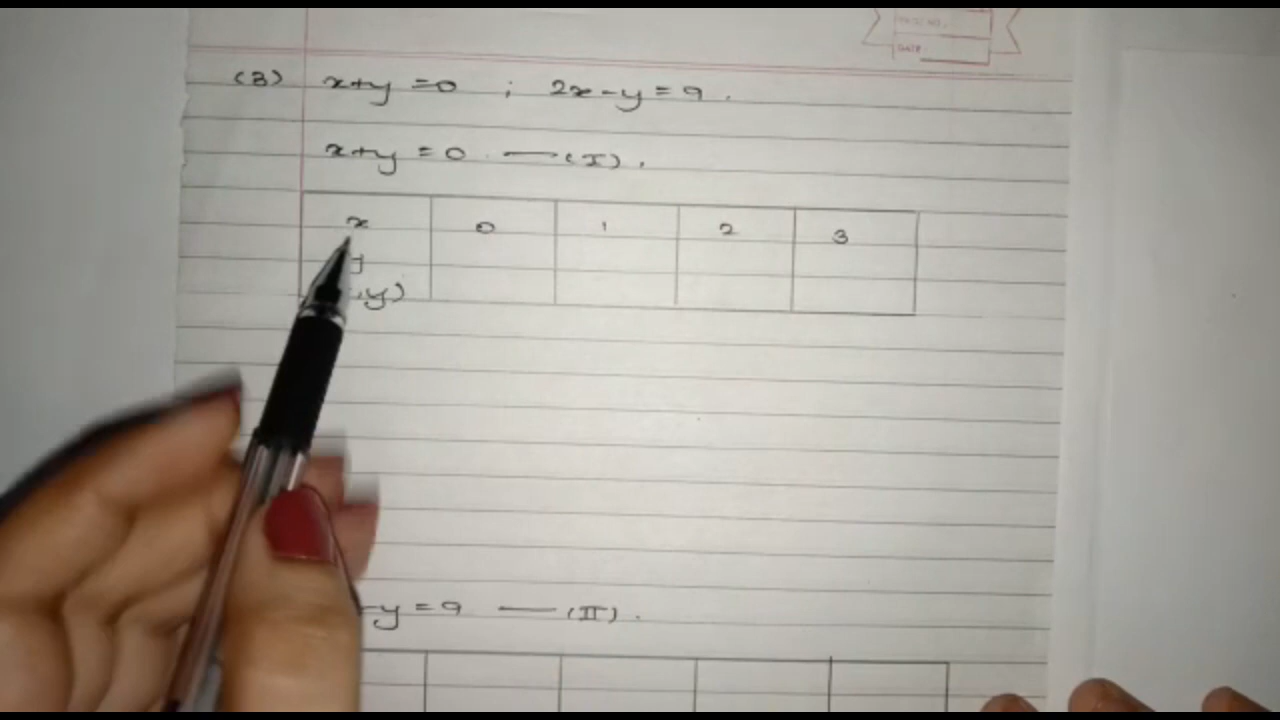 (3) x+y=0 ; 2x-y=9.
x+y=0 —(I).
x 0 1 2 3
y
,y)
-y=9 —(II).